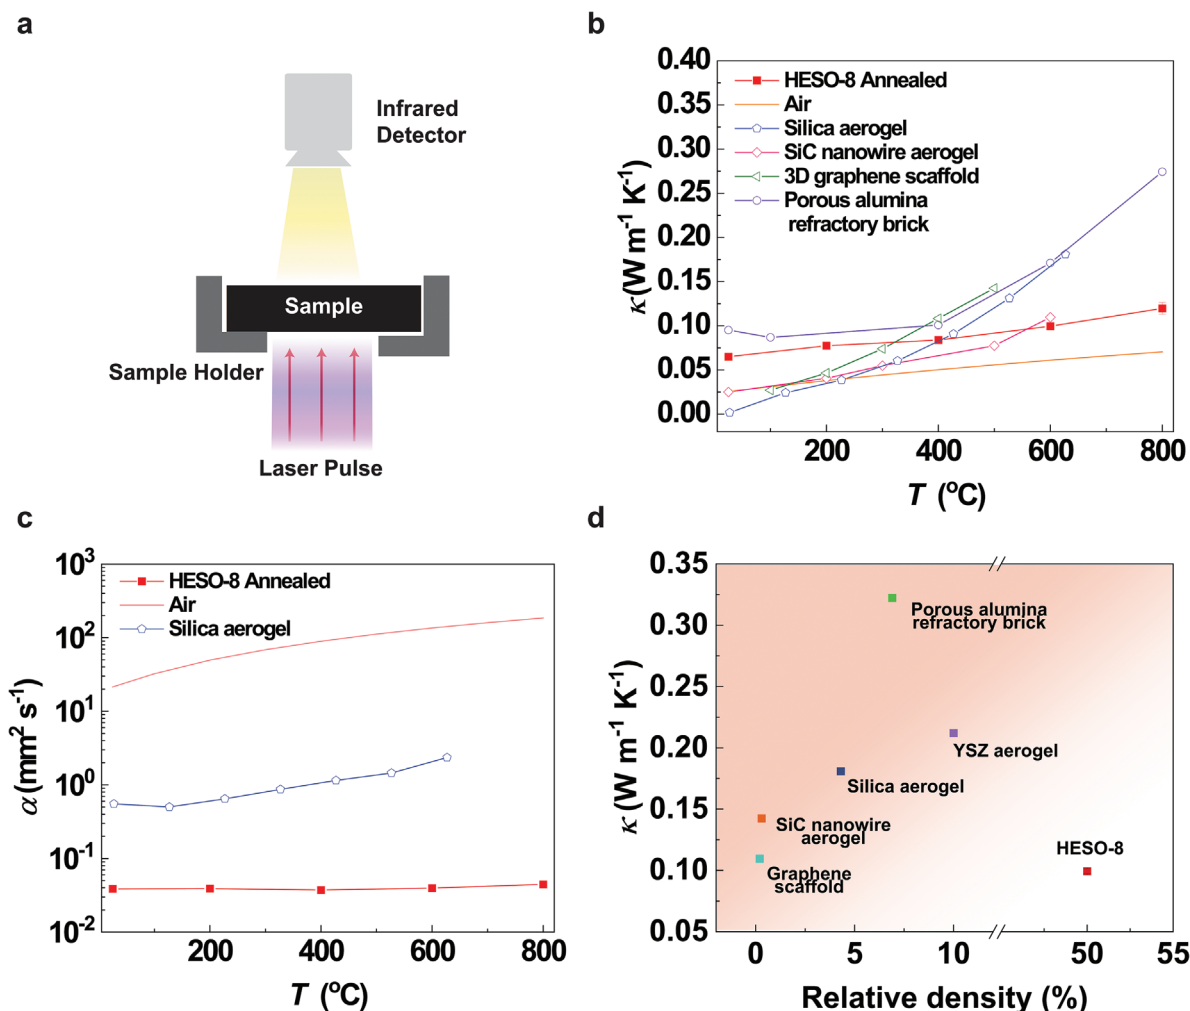 a
Infrared
Detector
Sample
Sample Holder
Laser Pulse
b
0.40
0.35
0.30
0.25
0.20
0.15
0.10
0.05
0.00
κ (W m⁻¹ K⁻¹)
HESO-8 Annealed
Air
Silica aerogel
SiC nanowire aerogel
3D graphene scaffold
Porous alumina
refractory brick
200 400 600 800
T (°C)
c
10³
10²
10¹
10⁰
10⁻¹
10⁻²
α (mm² s⁻¹)
HESO-8 Annealed
Air
Silica aerogel
200 400 600 800
T (°C)
d
0.35
0.30
0.25
0.20
0.15
0.10
0.05
κ (W m⁻¹ K⁻¹)
Porous alumina
refractory brick
YSZ aerogel
Silica aerogel
SiC nanowire
aerogel
HESO-8
Graphene
scaffold
0 5 10 50 55
Relative density (%)